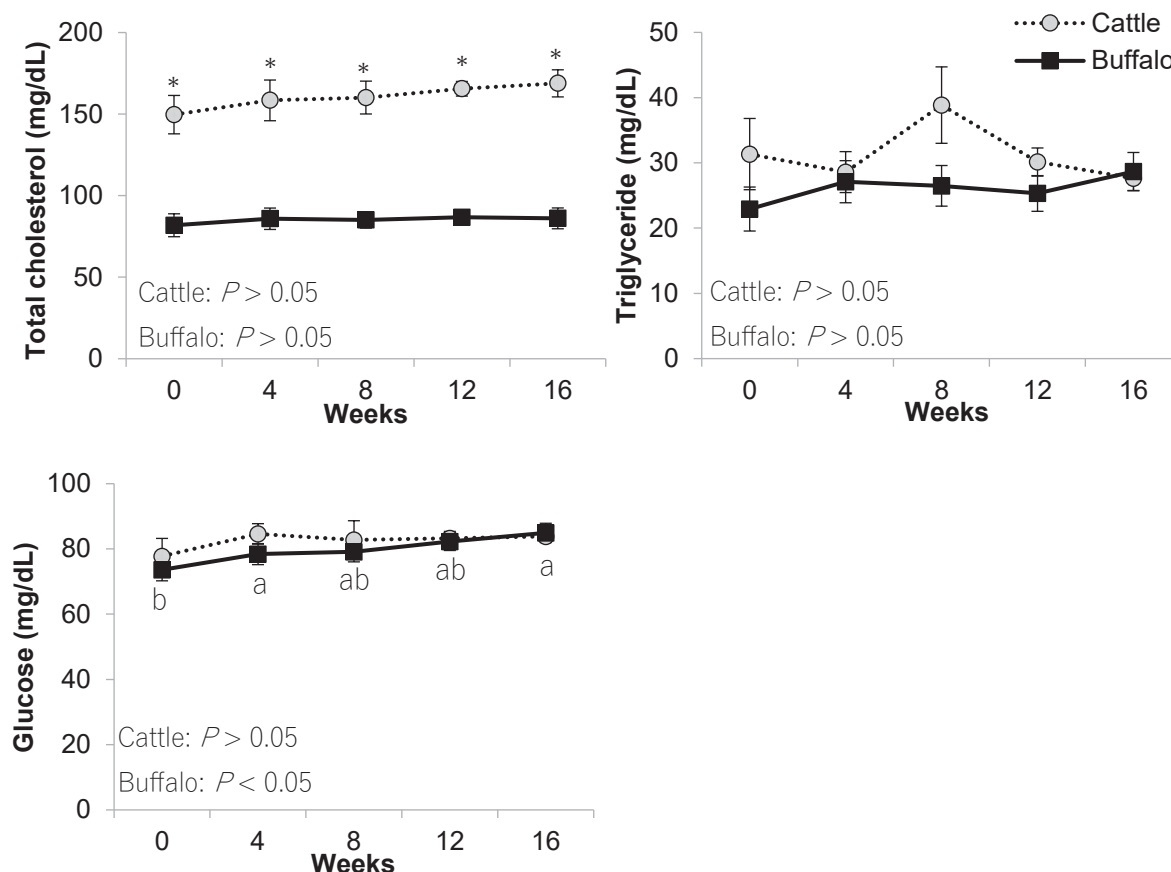 Total cholesterol (mg/dL)
200
150
100
50
0
* * * * *
Cattle: P > 0.05
Buffalo: P > 0.05
0 4 8 12 16
Weeks
Cattle
Buffalo
Triglyceride (mg/dL)
50
40
30
20
10
0
Cattle: P > 0.05
Buffalo: P > 0.05
0 4 8 12 16
Weeks
Glucose (mg/dL)
100
80
60
40
20
0
b a ab ab a
Cattle: P > 0.05
Buffalo: P < 0.05
0 4 8 12 16
Weeks